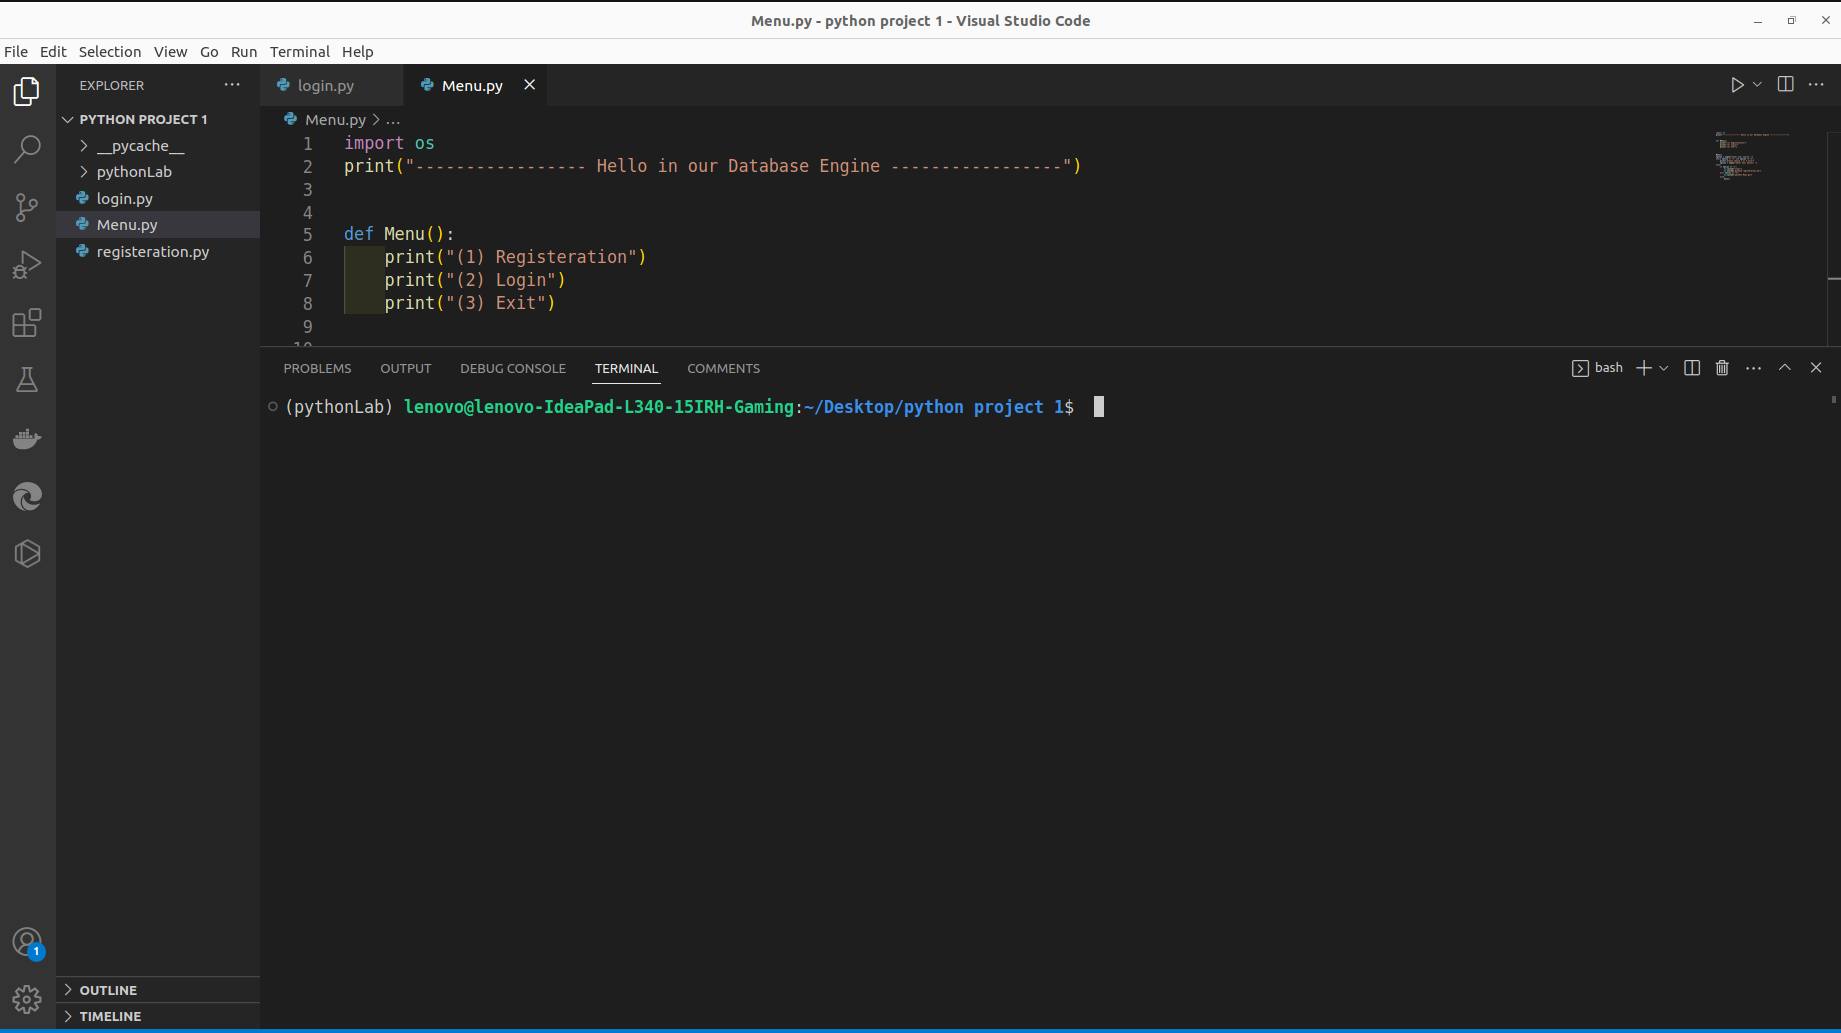 Menu.py - python project 1 - Visual Studio Code
File Edit Selection View Go Run Terminal Help
EXPLORER
PYTHON PROJECT 1
__pycache__
pythonLab
login.py
Menu.py
registeration.py
1
OUTLINE
TIMELINE
login.py Menu.py
Menu.py > ...
1 import os
2 print("----------------- Hello in our Database Engine -----------------")
3
4
5 def Menu():
6 print("(1) Registeration")
7 print("(2) Login")
8 print("(3) Exit")
9
10
PROBLEMS OUTPUT DEBUG CONSOLE TERMINAL COMMENTS
bash
(pythonLab) lenovo@lenovo-IdeaPad-L340-15IRH-Gaming:~/Desktop/python project 1$